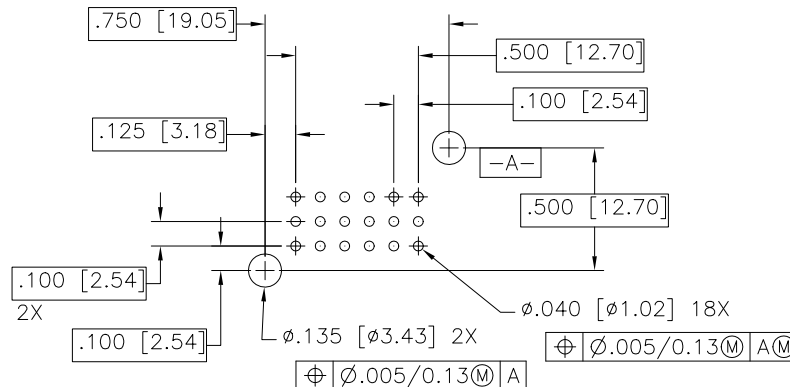 .750 [19.05]
.500 [12.70]
.100 [2.54]
.125 [3.18]
-A-
.500 [12.70]
.100 [2.54]
2X
.100 [2.54]
ø.040 [ø1.02] 18X
ø.135 [ø3.43] 2X
⌖ Ø.005/0.13Ⓜ AⓂ
⌖ Ø.005/0.13Ⓜ A